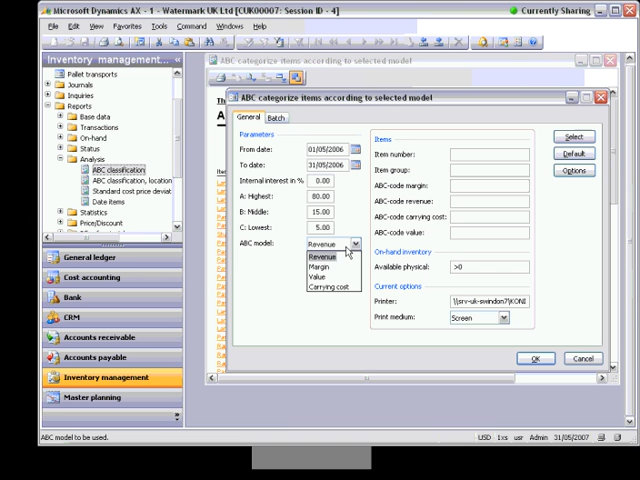 Microsoft Dynamics AX - 1 - Watermark UK Ltd [CUK00007: Session ID - 4]
Currently Sharing
File Edit View Favorites Tools Command Windows Help
Inventory management...
Pallet transports
Journals
Inquiries
Reports
Base data
Transactions
On-hand
Status
Analysis
ABC classification
ABC classification, location
Standard cost price deviat
Date items
Statistics
Price/Discount
General ledger
Cost accounting
Bank
CRM
Accounts receivable
Accounts payable
Inventory management
Master planning
ABC categorize items according to selected model
ABC categorize items according to selected model
General Batch
Parameters
From date: 01/05/2006
To date: 31/05/2006
Internal interest in % 0.00
A: Highest: 80.00
B: Middle: 15.00
C: Lowest: 5.00
ABC model: Revenue
Revenue
Margin
Value
Carrying cost
Items
Item number:
Item group:
ABC-code margin:
ABC-code revenue:
ABC-code carrying cost:
ABC-code value:
On-hand inventory
Available physical: >0
Current options
Printer: \\srv-uk-swindon7\KONI
Print medium: Screen
Select
Default
Options
OK Cancel
ABC model to be used.
USD 1xs usr Admin 31/05/2007